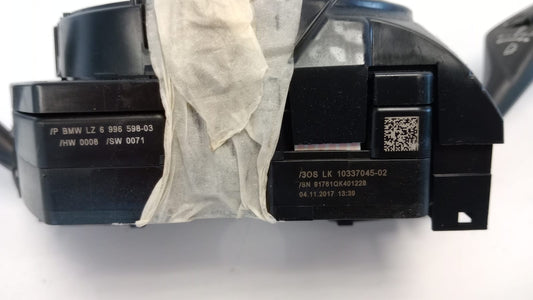 /P BMW LZ 6 996 598-03
/HW 0008 /SW 0071
/3OS LK 10337045-02
/SN 91761QK401228
04.11.2017 13:39